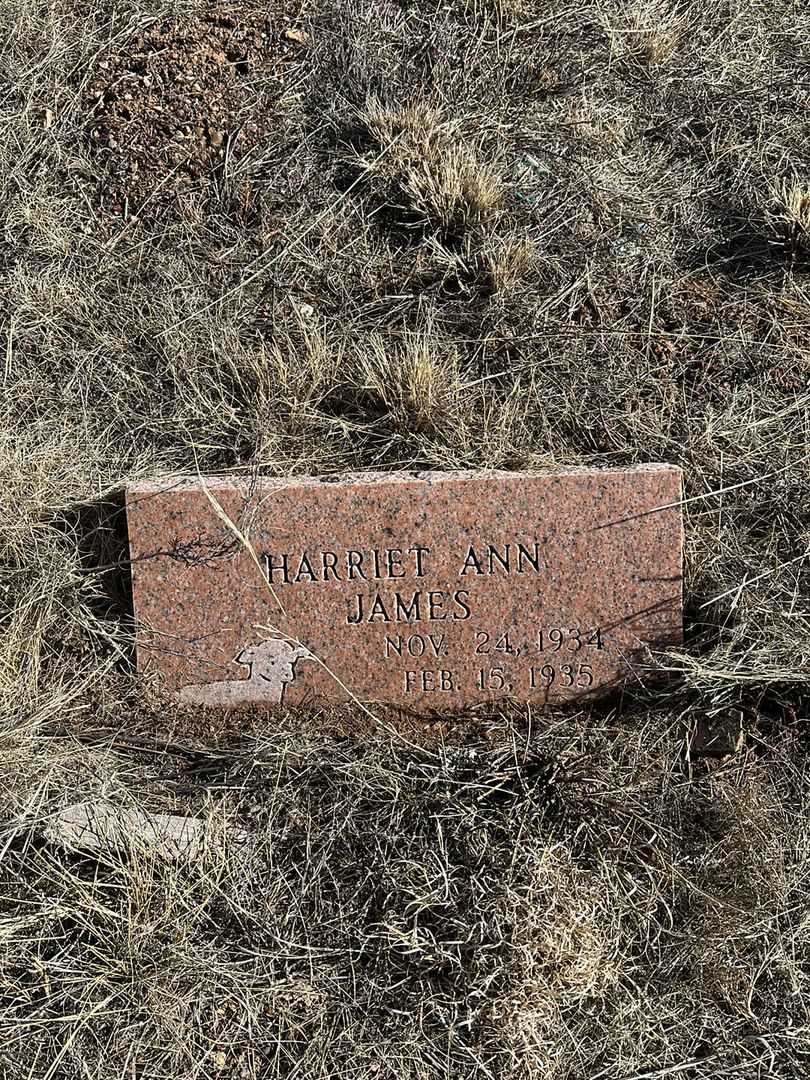 HARRIET ANN
JAMES
NOV. 24, 1934
FEB. 15, 1935